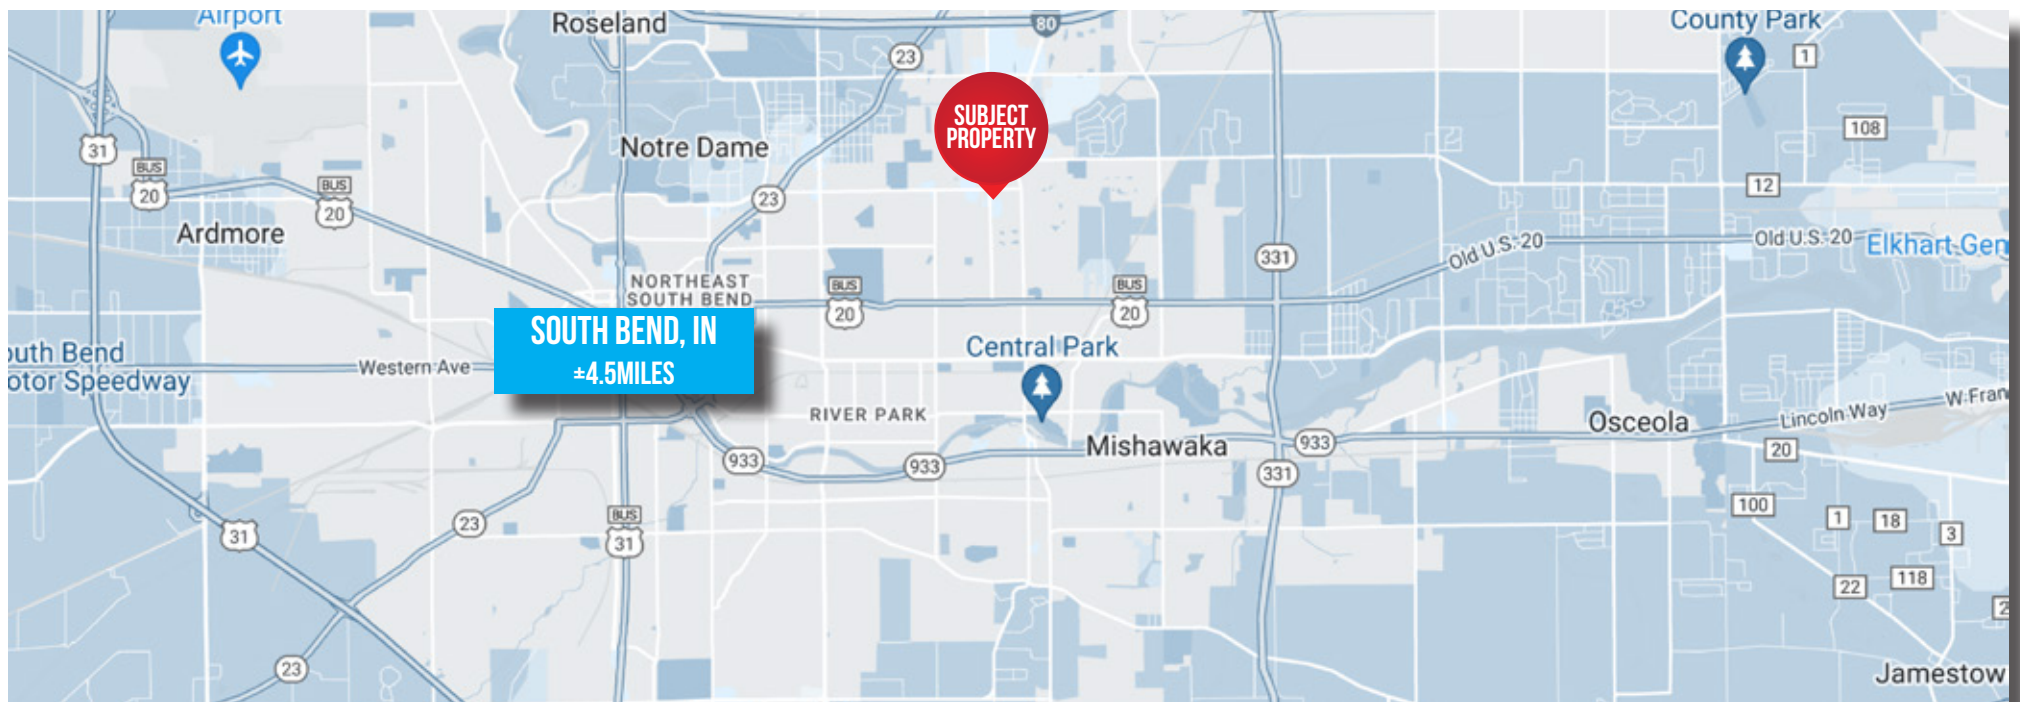 Airport
Roseland
80
County Park
23
1
SUBJECT
PROPERTY
108
31
Notre Dame
BUS
20
BUS
20
12
23
Ardmore
Old U.S. 20
Old U.S. 20
Elkhart Gen
331
NORTHEAST
SOUTH BEND
BUS
20
BUS
20
SOUTH BEND, IN
±4.5MILES
outh Bend
otor Speedway
Western Ave
Central Park
RIVER PARK
Mishawaka
Osceola
Lincoln Way
W Fran
933
933
933
331
20
23
BUS
31
31
100
1
18
3
22
118
2
23
Jamestow